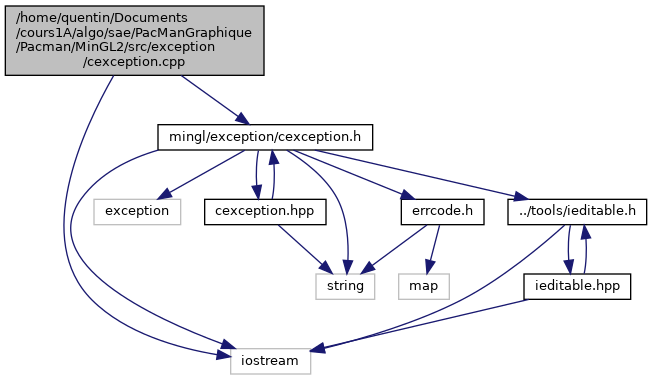 /home/quentin/Documents
/cours1A/algo/sae/PacManGraphique
/Pacman/MinGL2/src/exception
/cexception.cpp
mingl/exception/cexception.h
exception
cexception.hpp
errcode.h
../tools/ieditable.h
string
map
ieditable.hpp
iostream